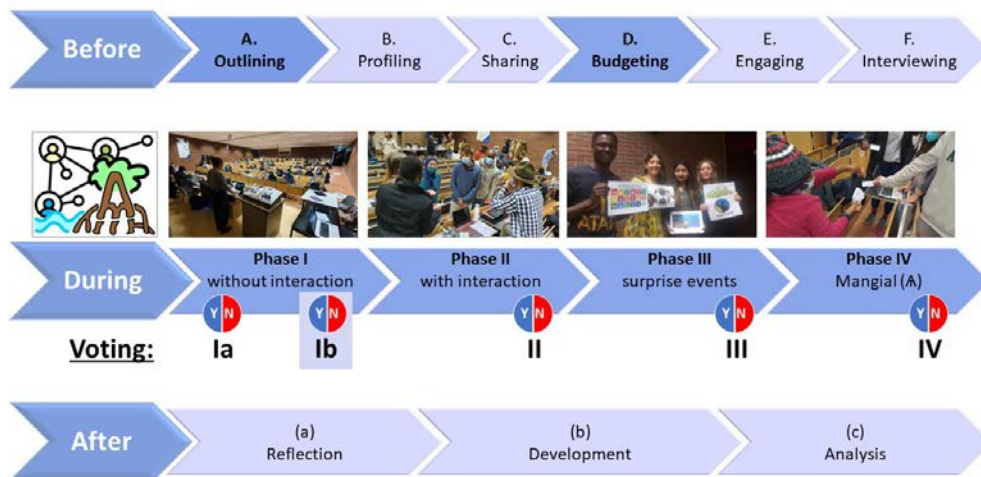 Before
A.
Outlining
B.
Profiling
C.
Sharing
D.
Budgeting
E.
Engaging
F.
Interviewing
During
Phase I
without interaction
Phase II
with interaction
Phase III
surprise events
Phase IV
Mangial (₳)
Y N
Y N
Y N
Y N
Y N
Voting:
Ia
Ib
II
III
IV
After
(a)
Reflection
(b)
Development
(c)
Analysis